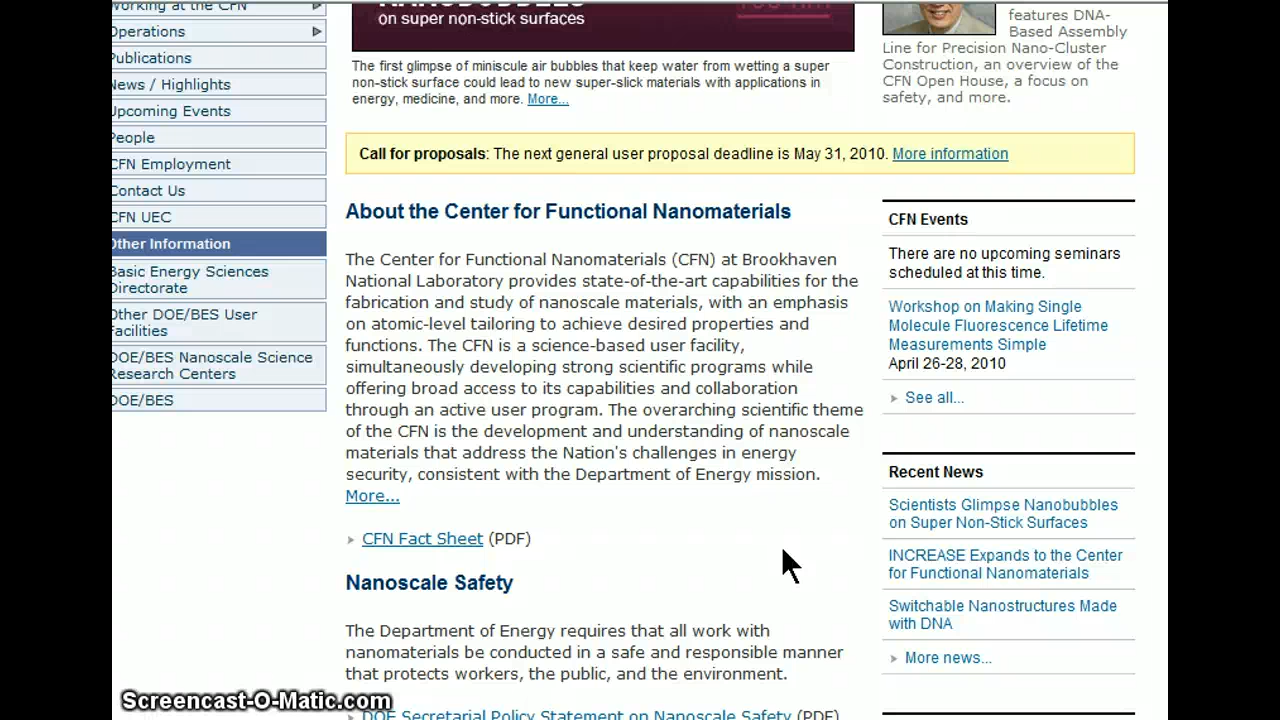 Working at the CFN
Operations
Publications
News / Highlights
Upcoming Events
People
CFN Employment
Contact Us
CFN UEC
Other Information
Basic Energy Sciences
Directorate
Other DOE/BES User
Facilities
DOE/BES Nanoscale Science
Research Centers
DOE/BES
NANOBUBBLES
on super non-stick surfaces
The first glimpse of miniscule air bubbles that keep water from wetting a super
non-stick surface could lead to new super-slick materials with applications in
energy, medicine, and more. More...
features DNA-
Based Assembly
Line for Precision Nano-Cluster
Construction, an overview of the
CFN Open House, a focus on
safety, and more.
Call for proposals: The next general user proposal deadline is May 31, 2010. More information
About the Center for Functional Nanomaterials
The Center for Functional Nanomaterials (CFN) at Brookhaven
National Laboratory provides state-of-the-art capabilities for the
fabrication and study of nanoscale materials, with an emphasis
on atomic-level tailoring to achieve desired properties and
functions. The CFN is a science-based user facility,
simultaneously developing strong scientific programs while
offering broad access to its capabilities and collaboration
through an active user program. The overarching scientific theme
of the CFN is the development and understanding of nanoscale
materials that address the Nation's challenges in energy
security, consistent with the Department of Energy mission.
More...
CFN Fact Sheet (PDF)
Nanoscale Safety
The Department of Energy requires that all work with
nanomaterials be conducted in a safe and responsible manner
that protects workers, the public, and the environment.
DOE Secretarial Policy Statement on Nanoscale Safety (PDF)
CFN Events
There are no upcoming seminars
scheduled at this time.
Workshop on Making Single
Molecule Fluorescence Lifetime
Measurements Simple
April 26-28, 2010
See all...
Recent News
Scientists Glimpse Nanobubbles
on Super Non-Stick Surfaces
INCREASE Expands to the Center
for Functional Nanomaterials
Switchable Nanostructures Made
with DNA
More news...
Screencast-O-Matic.com